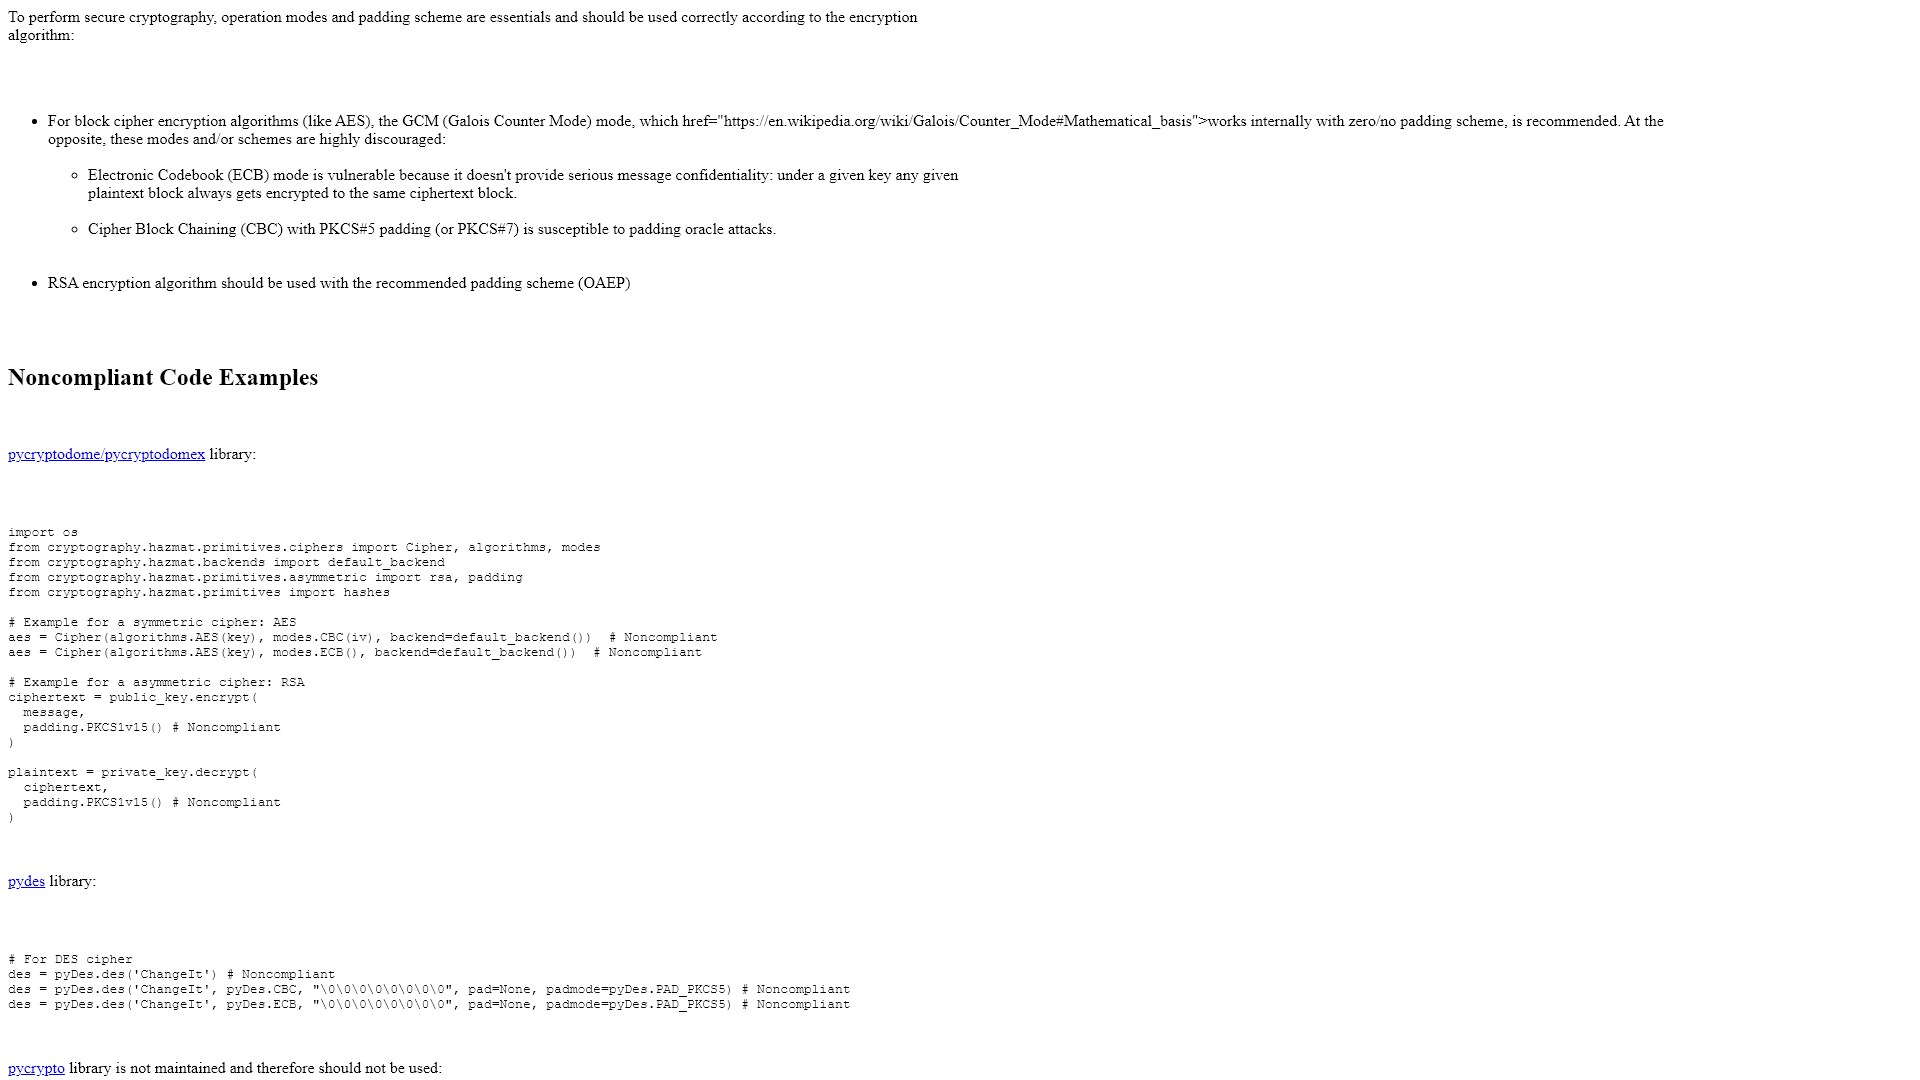 To perform secure cryptography, operation modes and padding scheme are essentials and should be used correctly according to the encryption
algorithm:
• For block cipher encryption algorithms (like AES), the GCM (Galois Counter Mode) mode, which href="https://en.wikipedia.org/wiki/Galois/Counter_Mode#Mathematical_basis">works internally with zero/no padding scheme, is recommended. At the
opposite, these modes and/or schemes are highly discouraged:
◦ Electronic Codebook (ECB) mode is vulnerable because it doesn't provide serious message confidentiality: under a given key any given
plaintext block always gets encrypted to the same ciphertext block.
◦ Cipher Block Chaining (CBC) with PKCS#5 padding (or PKCS#7) is susceptible to padding oracle attacks.
• RSA encryption algorithm should be used with the recommended padding scheme (OAEP)
Noncompliant Code Examples
pycryptodome/pycryptodomex library:
import os
from cryptography.hazmat.primitives.ciphers import Cipher, algorithms, modes
from cryptography.hazmat.backends import default_backend
from cryptography.hazmat.primitives.asymmetric import rsa, padding
from cryptography.hazmat.primitives import hashes
# Example for a symmetric cipher: AES
aes = Cipher(algorithms.AES(key), modes.CBC(iv), backend=default_backend())  # Noncompliant
aes = Cipher(algorithms.AES(key), modes.ECB(), backend=default_backend())  # Noncompliant
# Example for a asymmetric cipher: RSA
ciphertext = public_key.encrypt(
  message,
  padding.PKCS1v15() # Noncompliant
)
plaintext = private_key.decrypt(
  ciphertext,
  padding.PKCS1v15() # Noncompliant
)
pydes library:
# For DES cipher
des = pyDes.des('ChangeIt') # Noncompliant
des = pyDes.des('ChangeIt', pyDes.CBC, "\0\0\0\0\0\0\0\0", pad=None, padmode=pyDes.PAD_PKCS5) # Noncompliant
des = pyDes.des('ChangeIt', pyDes.ECB, "\0\0\0\0\0\0\0\0", pad=None, padmode=pyDes.PAD_PKCS5) # Noncompliant
pycrypto library is not maintained and therefore should not be used: